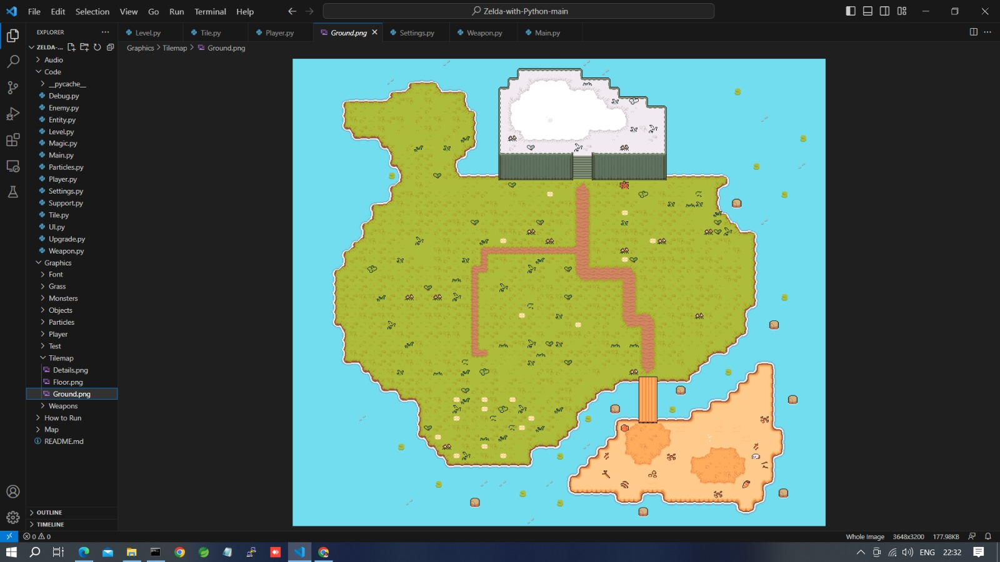 File Edit Selection View Go Run Terminal Help
Zelda-with-Python-main
EXPLORER
Level.py
Tile.py
Player.py
Ground.png
Settings.py
Weapon.py
Main.py
Graphics > Tilemap > Ground.png
ZELDA-...
Audio
Code
__pycache__
Debug.py
Enemy.py
Entity.py
Level.py
Magic.py
Main.py
Particles.py
Player.py
Settings.py
Support.py
Tile.py
UI.py
Upgrade.py
Weapon.py
Graphics
Font
Grass
Monsters
Objects
Particles
Player
Test
Tilemap
Details.png
Floor.png
Ground.png
Weapons
How to Run
Map
README.md
OUTLINE
TIMELINE
0 0
Whole Image 3648x3200 177.98KB
ENG 22:32